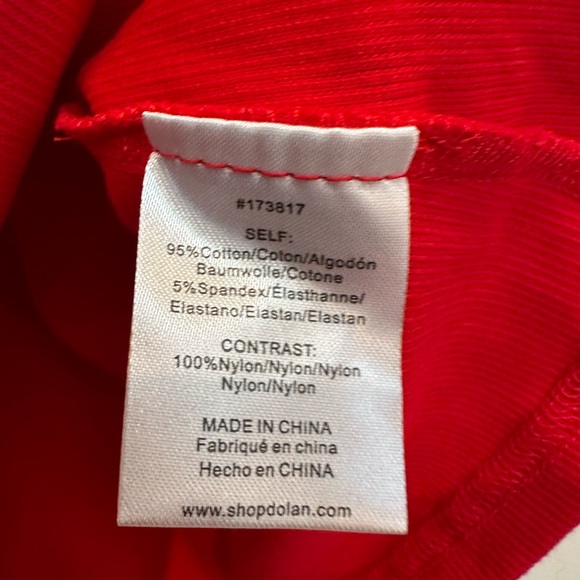 #173817
SELF:
95%Cotton/Coton/Algodón
Baumwolle/Cotone
5%Spandex/Élasthanne/
Elastano/Elastan/Elastan
CONTRAST:
100%Nylon/Nylon/Nylon
Nylon/Nylon
MADE IN CHINA
Fabriqué en china
Hecho en CHINA
www.shopdolan.com